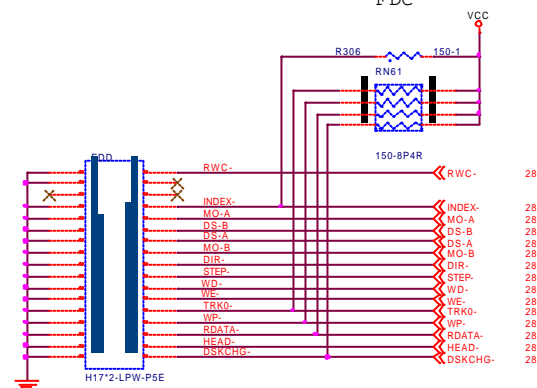 FDC
VCC
R306 150-1
RN61
150-8P4R
FDD
RWC- RWC- 28
INDEX- INDEX- 28
MO-A MO-A 28
DS-B DS-B 28
DS-A DS-A 28
MO-B MO-B 28
DIR- DIR- 28
STEP- STEP- 28
WD- WD- 28
WE- WE- 28
TRK0- TRK0- 28
WP- WP- 28
RDATA- RDATA- 28
HEAD- HEAD- 28
DSKCHG- DSKCHG- 28
H17*2-LPW-P5E